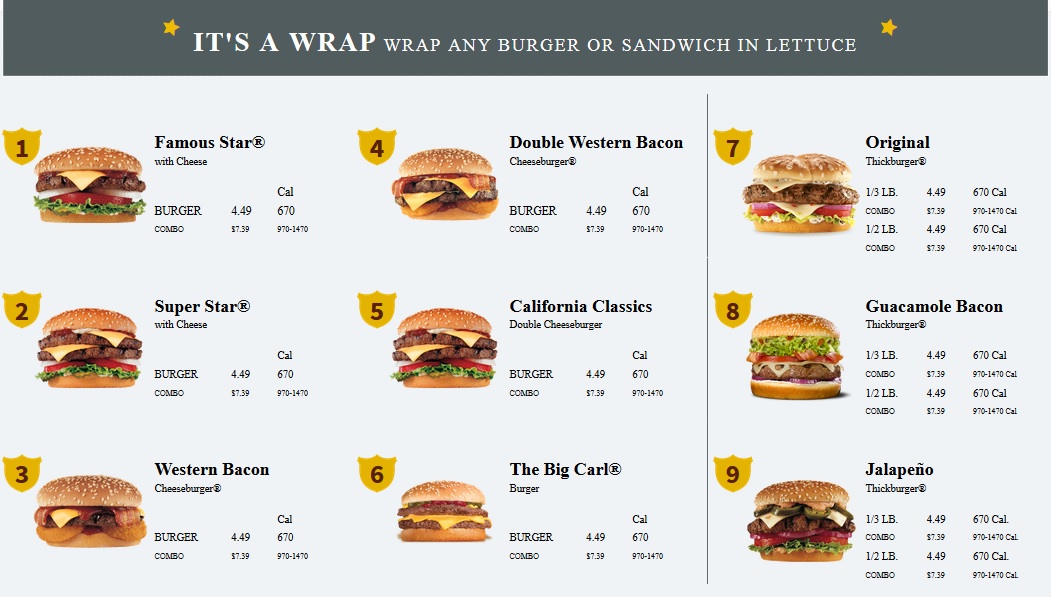 IT'S A WRAP WRAP ANY BURGER OR SANDWICH IN LETTUCE
1
Famous Star®
with Cheese
Cal
BURGER 4.49 670
COMBO $7.39 970-1470
2
Super Star®
with Cheese
Cal
BURGER 4.49 670
COMBO $7.39 970-1470
3
Western Bacon
Cheeseburger®
Cal
BURGER 4.49 670
COMBO $7.39 970-1470
4
Double Western Bacon
Cheeseburger®
Cal
BURGER 4.49 670
COMBO $7.39 970-1470
5
California Classics
Double Cheeseburger
Cal
BURGER 4.49 670
COMBO $7.39 970-1470
6
The Big Carl®
Burger
Cal
BURGER 4.49 670
COMBO $7.39 970-1470
7
Original
Thickburger®
1/3 LB. 4.49 670 Cal
COMBO $7.39 970-1470 Cal
1/2 LB. 4.49 670 Cal
COMBO $7.39 970-1470 Cal
8
Guacamole Bacon
Thickburger®
1/3 LB. 4.49 670 Cal
COMBO $7.39 970-1470 Cal
1/2 LB. 4.49 670 Cal
COMBO $7.39 970-1470 Cal
9
Jalapeño
Thickburger®
1/3 LB. 4.49 670 Cal.
COMBO $7.39 970-1470 Cal.
1/2 LB. 4.49 670 Cal.
COMBO $7.39 970-1470 Cal.